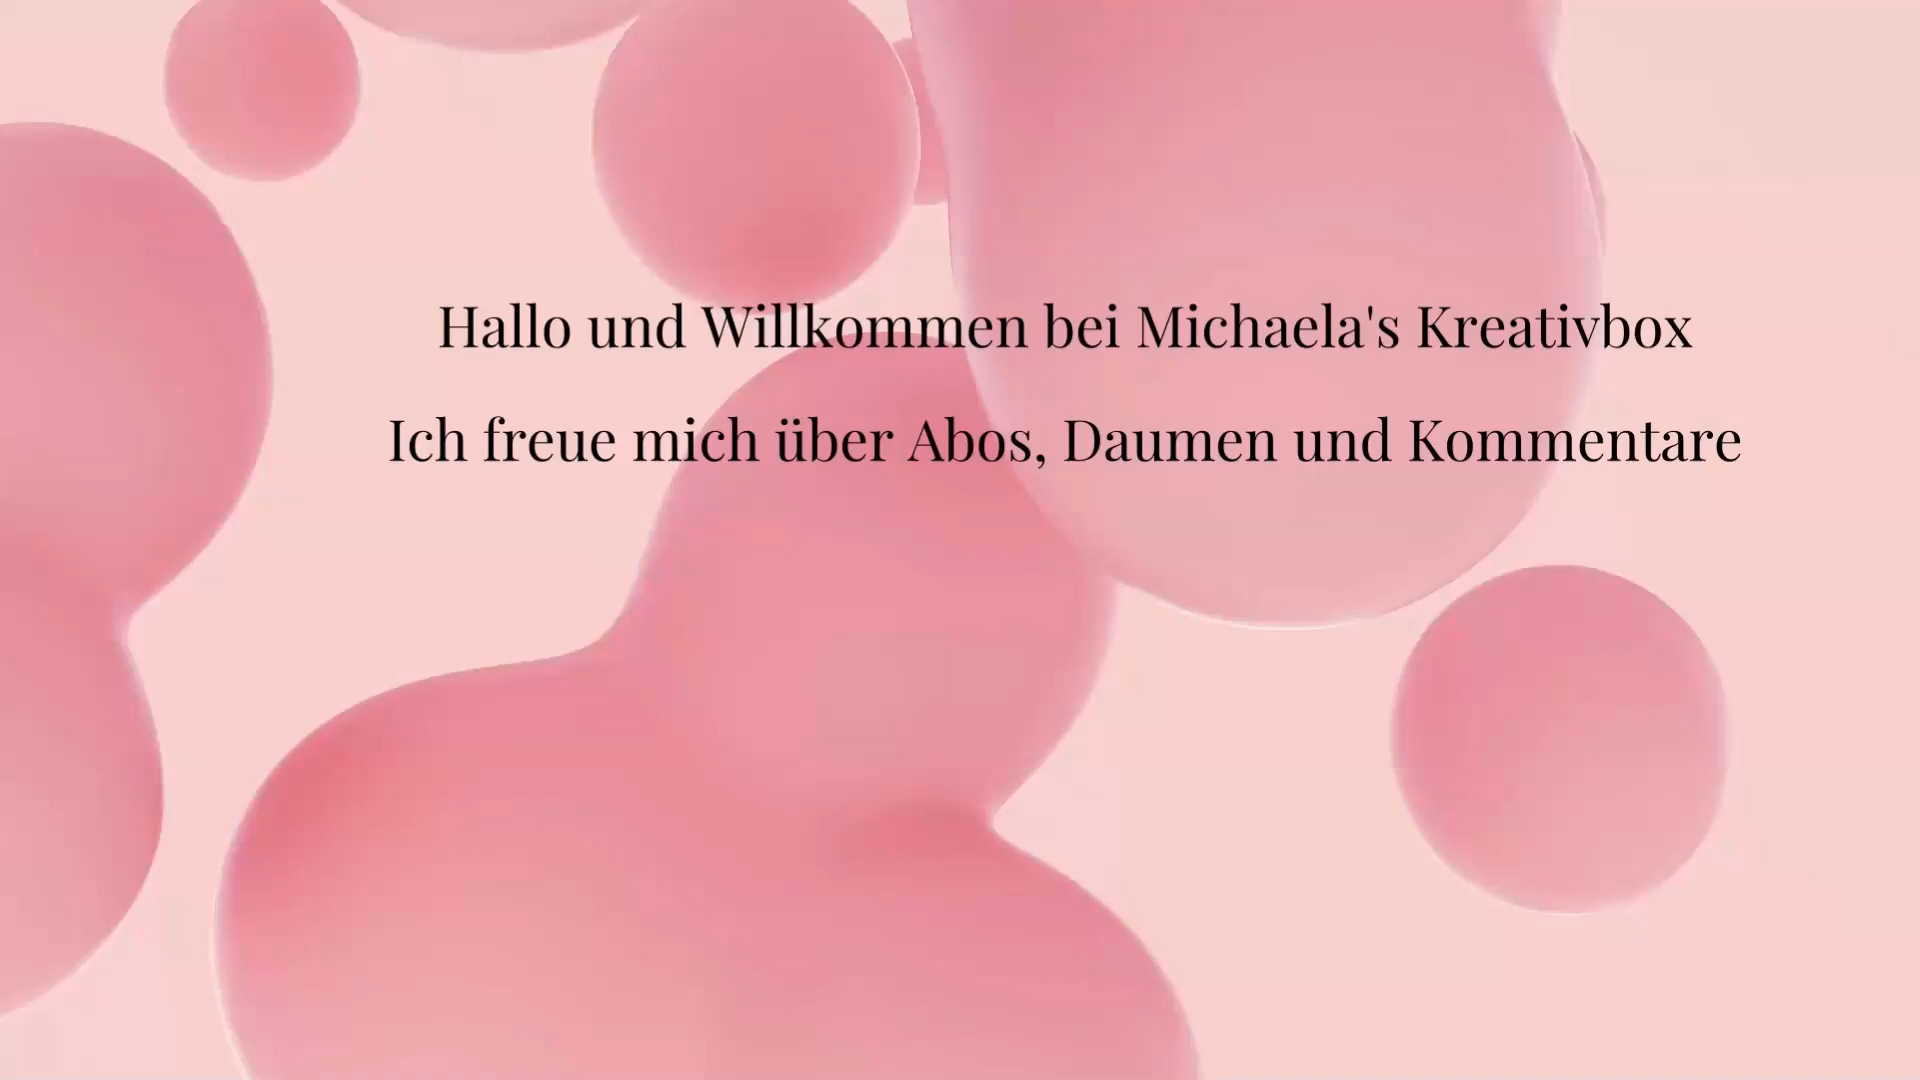 Hallo und Willkommen bei Michaela's Kreativbox
Ich freue mich über Abos, Daumen und Kommentare